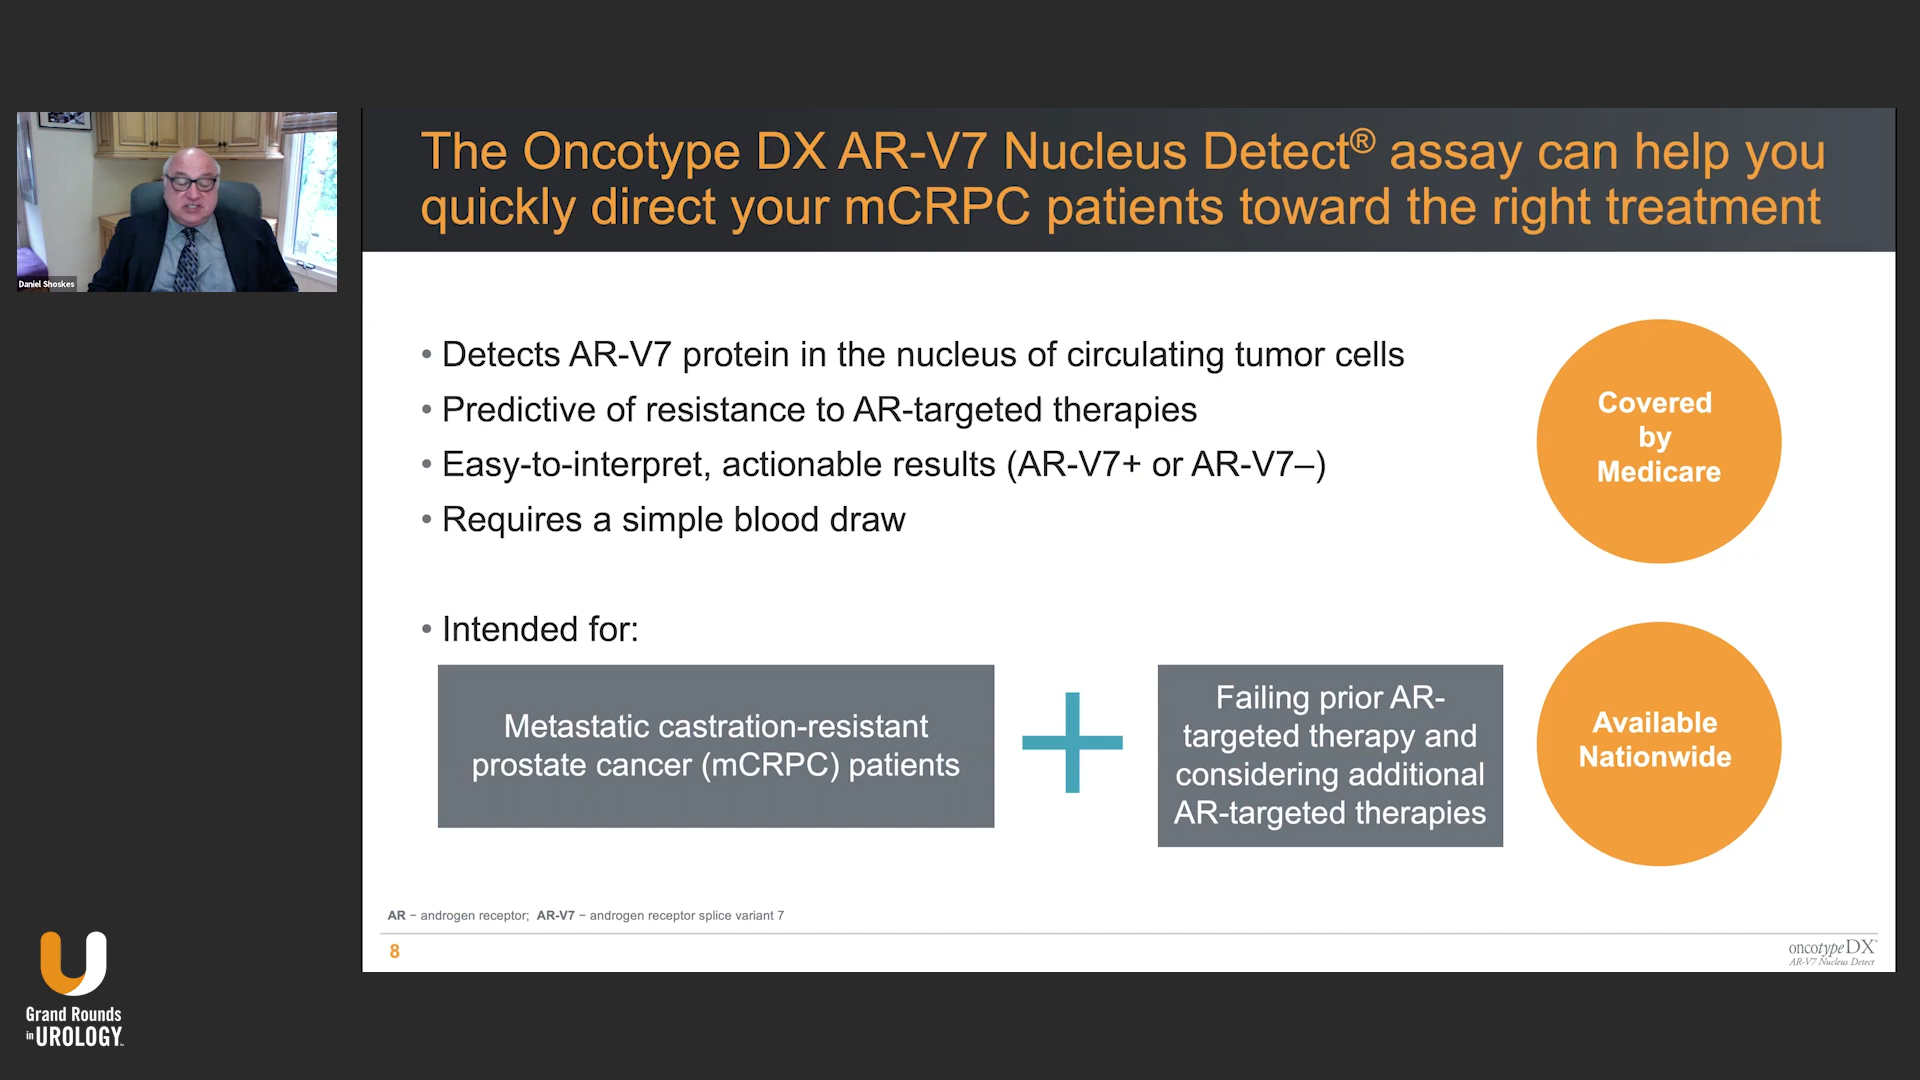 The Oncotype DX AR-V7 Nucleus Detect® assay can help you
quickly direct your mCRPC patients toward the right treatment
Daniel Shoskes
• Detects AR-V7 protein in the nucleus of circulating tumor cells
• Predictive of resistance to AR-targeted therapies
• Easy-to-interpret, actionable results (AR-V7+ or AR-V7–)
• Requires a simple blood draw
Covered
by
Medicare
• Intended for:
Metastatic castration-resistant
prostate cancer (mCRPC) patients
+
Failing prior AR-
targeted therapy and
considering additional
AR-targeted therapies
Available
Nationwide
AR – androgen receptor; AR-V7 – androgen receptor splice variant 7
8
oncotypeDX®
AR-V7 Nucleus Detect
Grand Rounds
in UROLOGY™